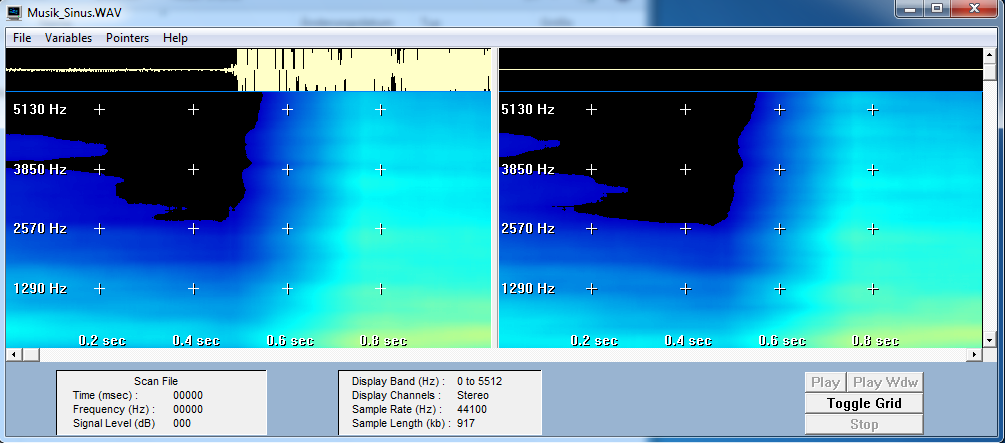 Musik_Sinus.WAV
File Variables Pointers Help
5130 Hz 5130 Hz
3850 Hz 3850 Hz
2570 Hz 2570 Hz
1290 Hz 1290 Hz
0.2 sec 0.4 sec 0.6 sec 0.8 sec 0.2 sec 0.4 sec 0.6 sec 0.8 sec
Scan File
Time (msec) : 00000
Frequency (Hz) : 00000
Signal Level (dB) 000
Display Band (Hz) : 0 to 5512
Display Channels : Stereo
Sample Rate (Hz) : 44100
Sample Length (kb) : 917
Play Play Wdw
Toggle Grid
Stop